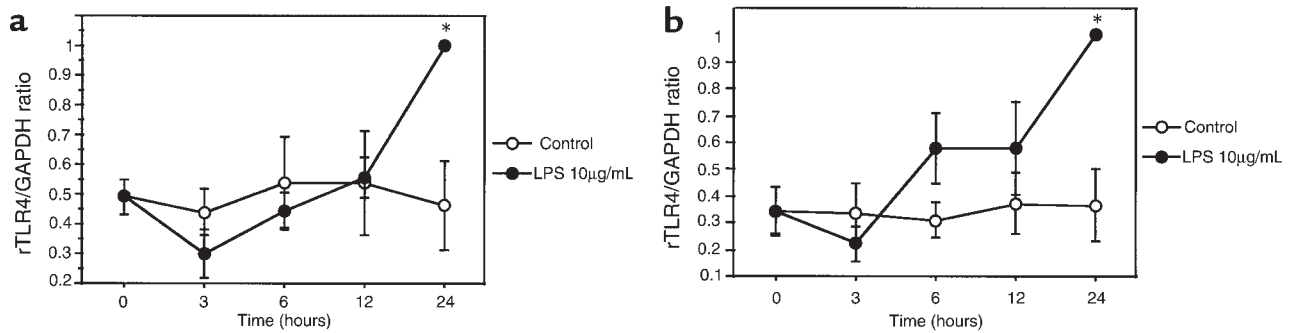 a
*
1
0.9
0.8
0.7
0.6
0.5
0.4
0.3
0.2
rTLR4/GAPDH ratio
0 3 6 12 24
Time (hours)
Control
LPS 10μg/mL
b
*
1
0.9
0.8
0.7
0.6
0.5
0.4
0.3
0.2
0.1
rTLR4/GAPDH ratio
0 3 6 12 24
Time (hours)
Control
LPS 10μg/mL